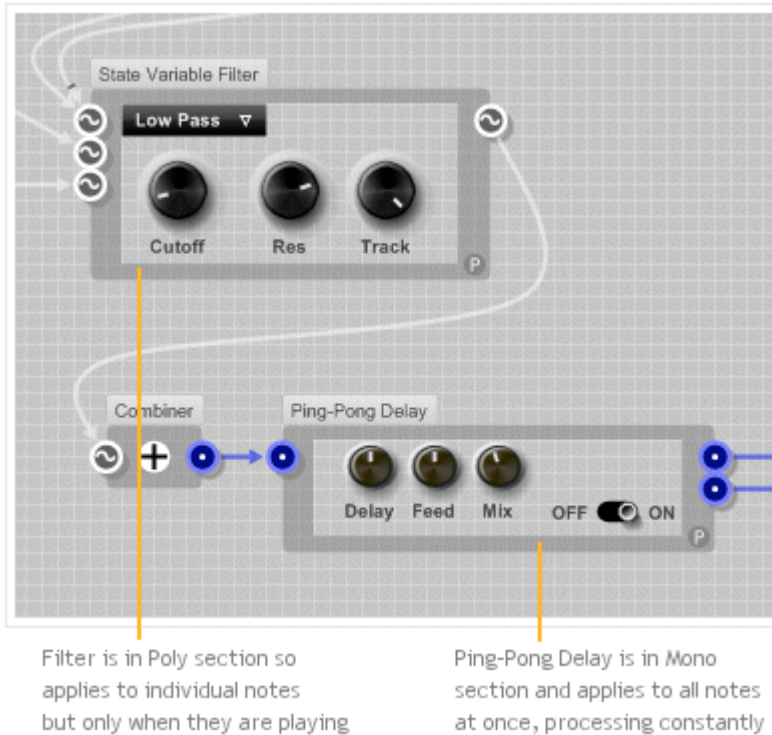 State Variable Filter
Low Pass
Cutoff Res Track
P
Combiner Ping-Pong Delay
Delay Feed Mix OFF ON
P
Filter is in Poly section so
applies to individual notes
but only when they are playing
Ping-Pong Delay is in Mono
section and applies to all notes
at once, processing constantly